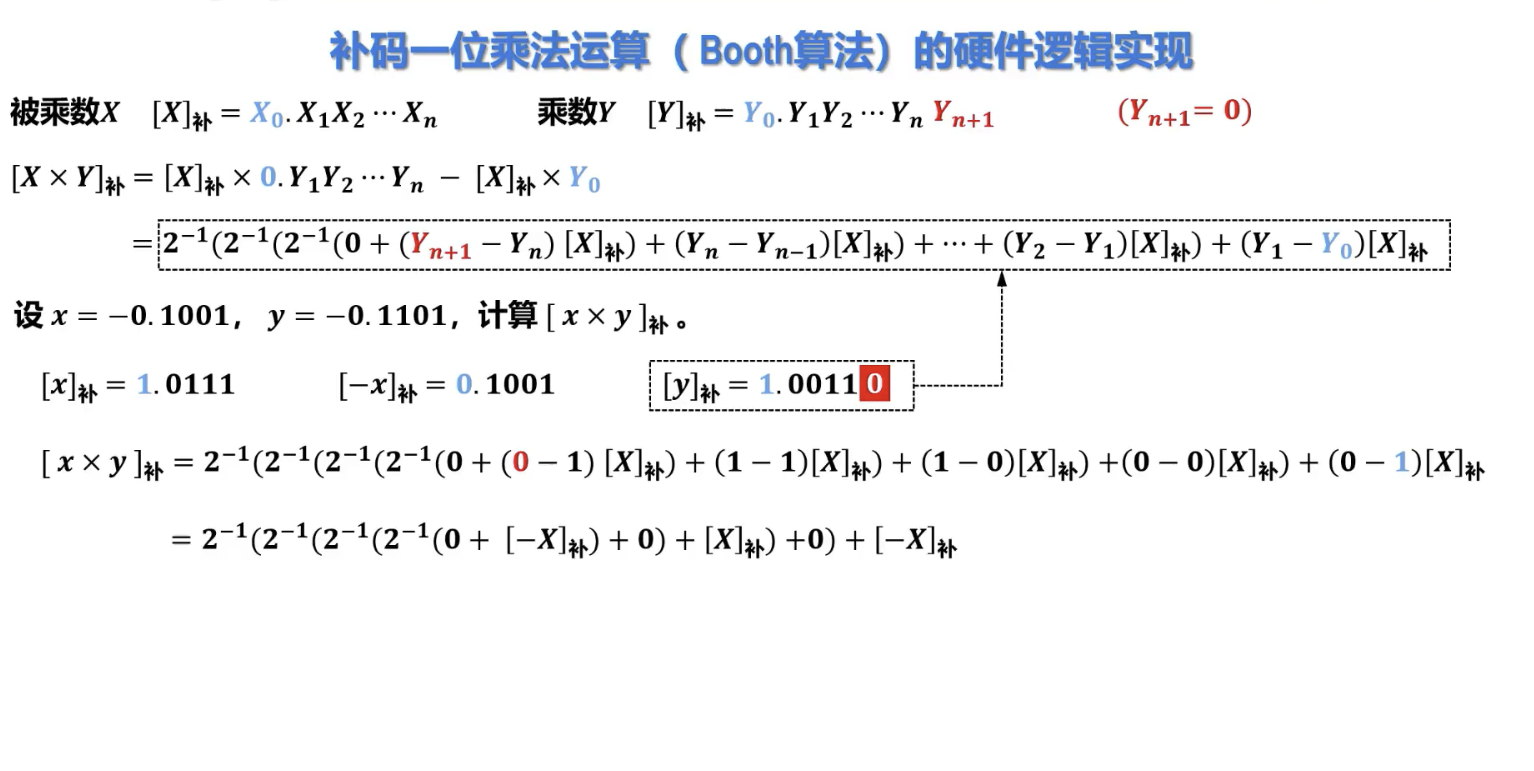 补码一位乘法运算（Booth算法）的硬件逻辑实现
被乘数X [X]补 = X₀.X₁X₂⋯Xₙ 乘数Y [Y]补 = Y₀.Y₁Y₂⋯Yₙ Yₙ₊₁ (Yₙ₊₁= 0)
[X × Y]补 = [X]补 × 0.Y₁Y₂⋯Yₙ − [X]补 × Y₀
= 2⁻¹(2⁻¹(2⁻¹(0 + (Yₙ₊₁ − Yₙ) [X]补) + (Yₙ − Yₙ₋₁)[X]补) + ⋯ + (Y₂ − Y₁)[X]补) + (Y₁ − Y₀)[X]补
设 x = −0.1001， y = −0.1101，计算 [ x × y ]补 。
[x]补 = 1.0111 [−x]补 = 0.1001 [y]补 = 1.0011 0
[ x × y ]补 = 2⁻¹(2⁻¹(2⁻¹(2⁻¹(0 + (0 − 1) [X]补) + (1 − 1)[X]补) + (1 − 0)[X]补) +(0 − 0)[X]补) + (0 − 1)[X]补
= 2⁻¹(2⁻¹(2⁻¹(2⁻¹(0 + [−X]补) + 0) + [X]补) +0) + [−X]补